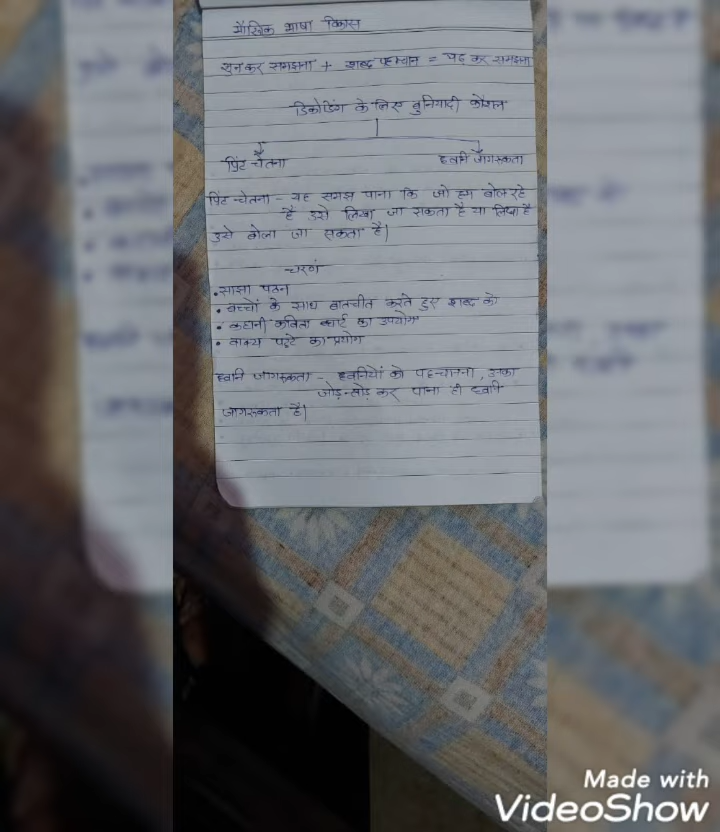 मौखिक भाषा विकास
सुनकर समझना + शब्द पहचान = पढ़ कर समझना
डिकोडिंग के लिए बुनियादी कौशल
प्रिंट चेतना ध्वनि जागरुकता
प्रिंट चेतना - यह समझ पाना कि जो हम बोल रहे
है उसे लिखा जा सकता है या लिखा है
उसे बोला जा सकता है।
चरण
• साझा पठन
• बच्चों के साथ बातचीत करते हुए शब्द को
• कहानी कविता चार्ट का उपयोग
• वाक्य पट्टे का प्रयोग
ध्वनि जागरुकता - ध्वनियों को पहचानना, उनका
जोड़-तोड़ कर पाना ही ध्वनि
जागरुकता है।
Made with
VideoShow